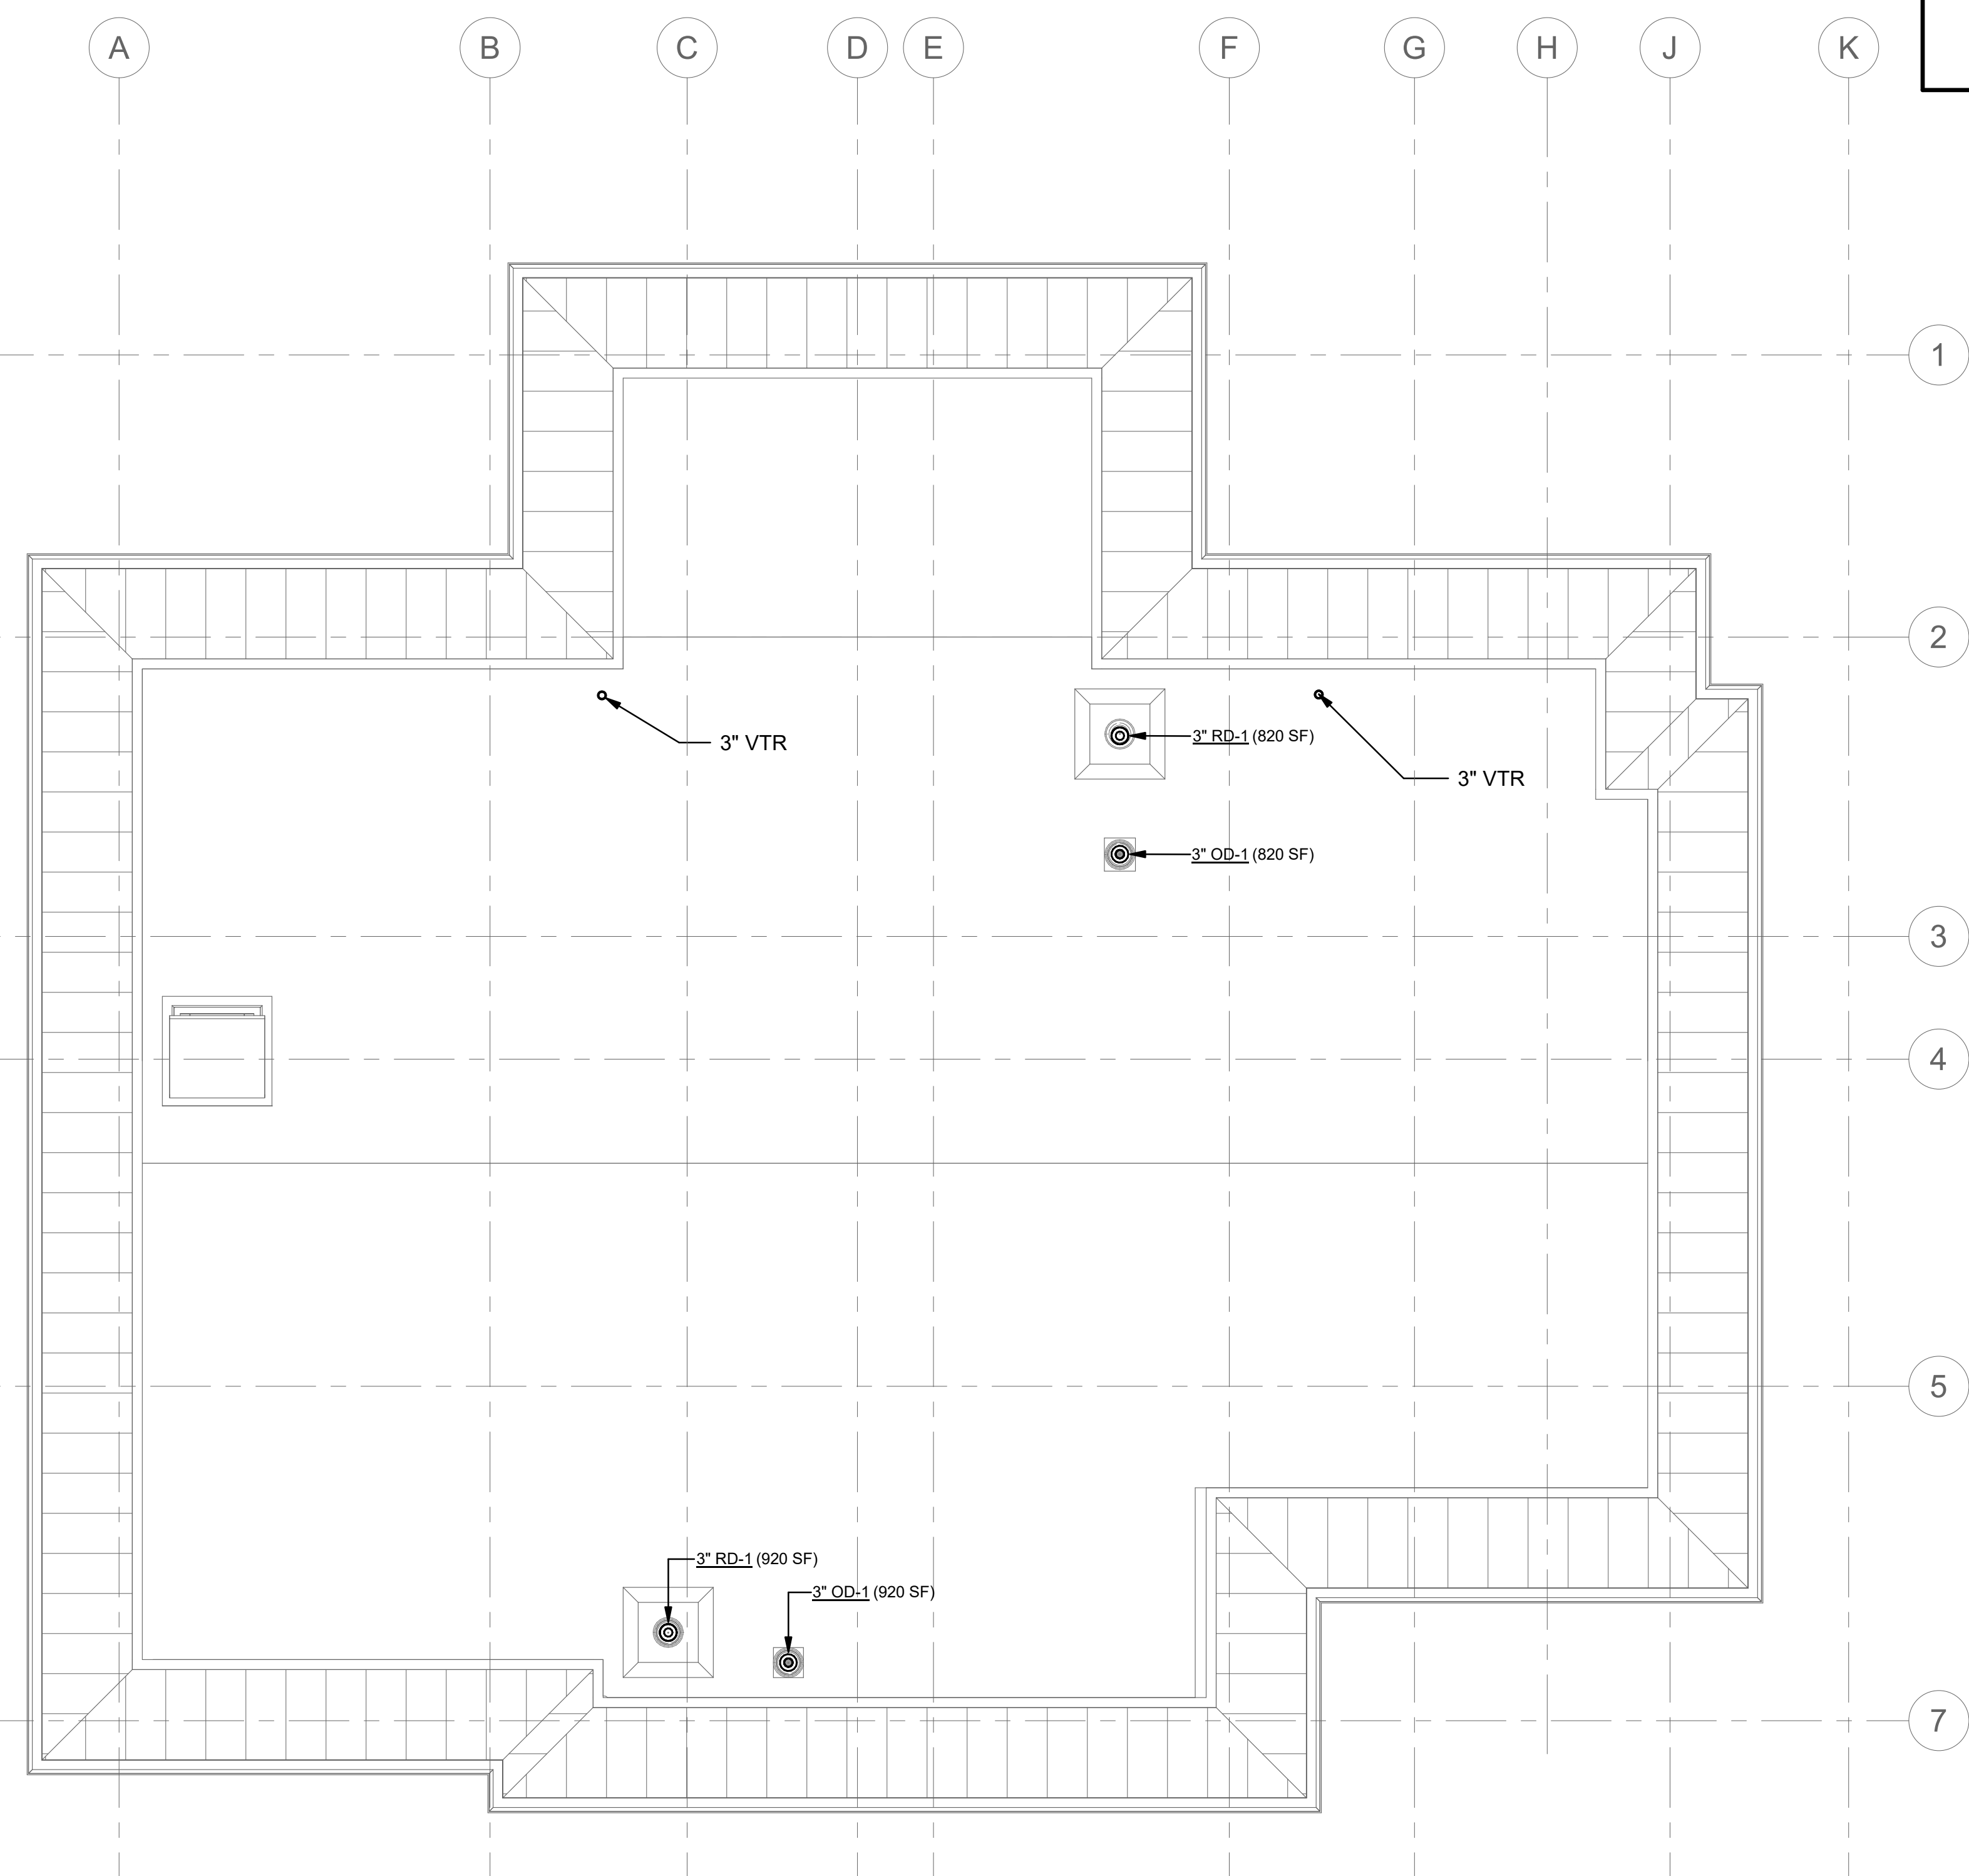 A
B
C
D
E
F
G
H
J
K
1
2
3" RD-1 (820 SF)
3" VTR
3" VTR
3" OD-1 (820 SF)
3
4
5
3" RD-1 (920 SF)
3" OD-1 (920 SF)
7